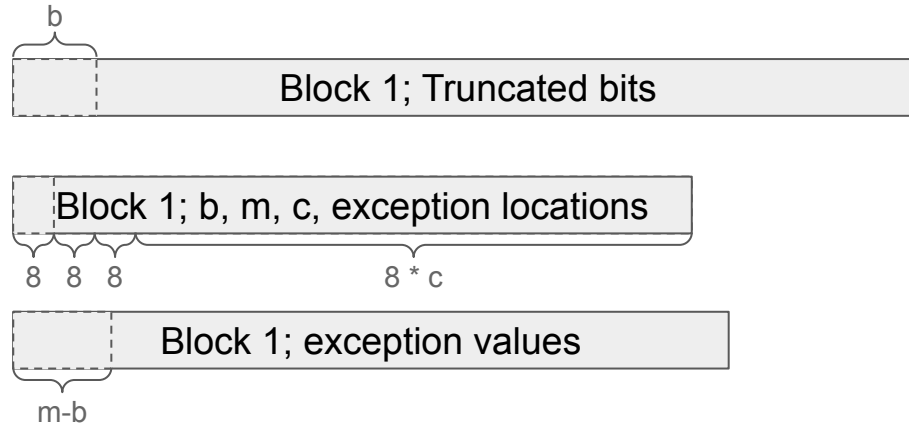 b
Block 1; Truncated bits
Block 1; b, m, c, exception locations
8 8 8 8 * c
Block 1; exception values
m-b